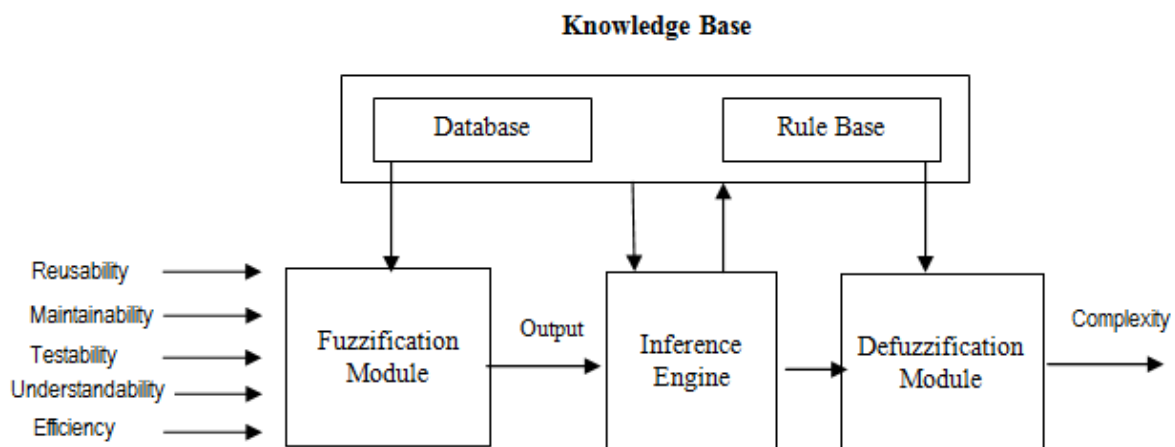 Knowledge Base
Database
Rule Base
Reusability
Maintainability
Testability
Understandability
Efficiency
Fuzzification
Module
Output
Inference
Engine
Defuzzification
Module
Complexity